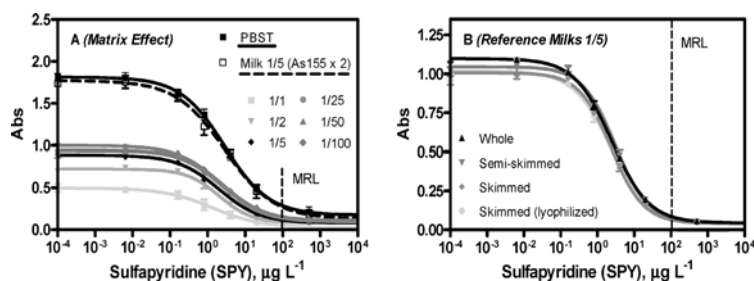 A (Matrix Effect)
PBST
Milk 1/5 (As155 x 2)
1/1 1/25
1/2 1/50
1/5 1/100
MRL
Abs
2.5
2.0
1.5
1.0
0.5
0.0
10-4 10-3 10-2 10-1 100 101 102 103 104
Sulfapyridine (SPY), µg L-1
B (Reference Milks 1/5)
MRL
Whole
Semi-skimmed
Skimmed
Skimmed (lyophilized)
Abs
1.25
1.00
0.75
0.50
0.25
0.00
10-4 10-3 10-2 10-1 100 101 102 103 104
Sulfapyridine (SPY), µg L-1